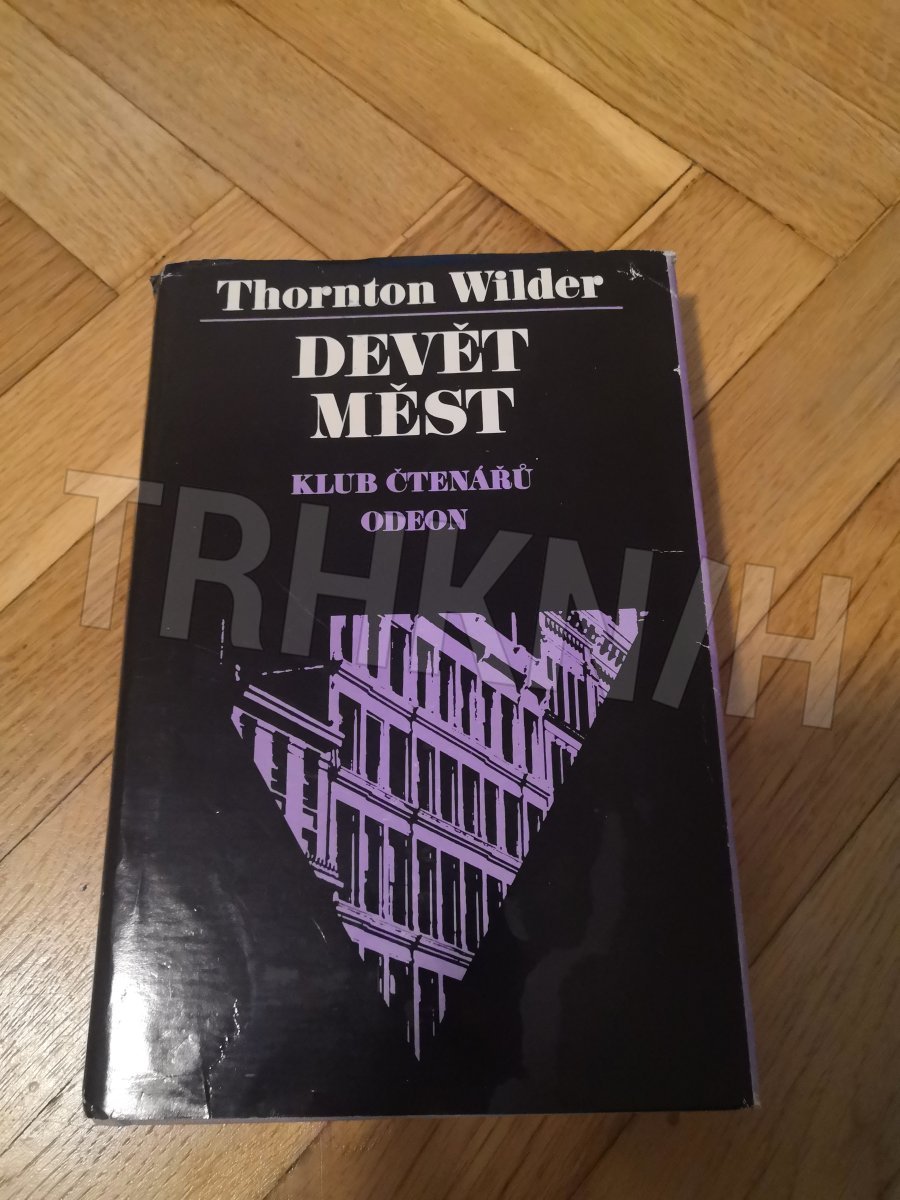 Thornton Wilder
DEVĚT
MĚST
KLUB ČTENÁŘŮ
ODEON
TRHKNIH